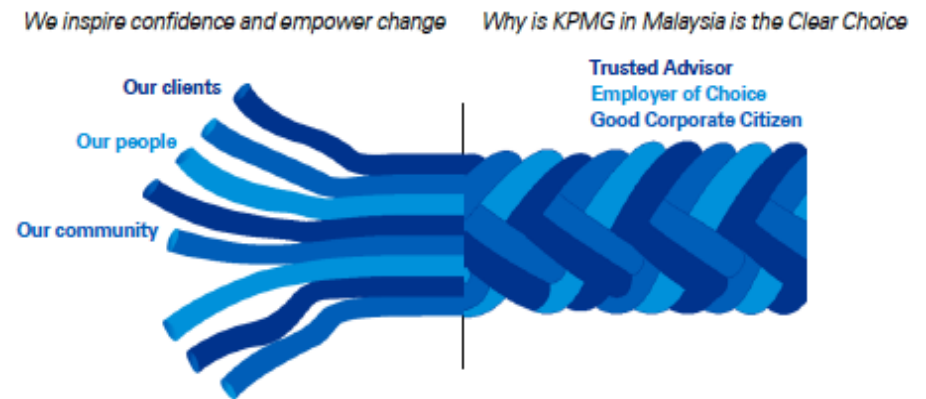 We inspire confidence and empower change
Why is KPMG in Malaysia is the Clear Choice
Our clients
Our people
Our community
Trusted Advisor
Employer of Choice
Good Corporate Citizen